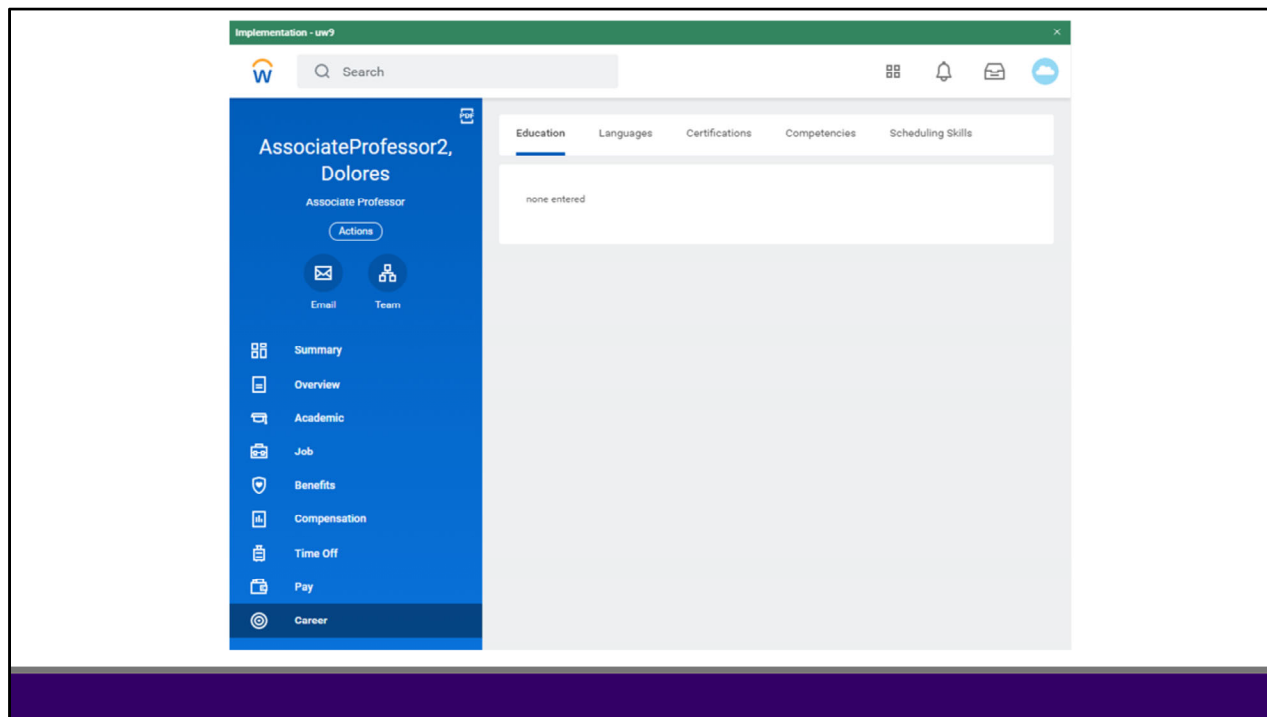 Implementation - uw9
W
Search
PDF
AssociateProfessor2,
Dolores
Associate Professor
Actions
Email Team
Summary
Overview
Academic
Job
Benefits
Compensation
Time Off
Pay
Career
Education Languages Certifications Competencies Scheduling Skills
none entered